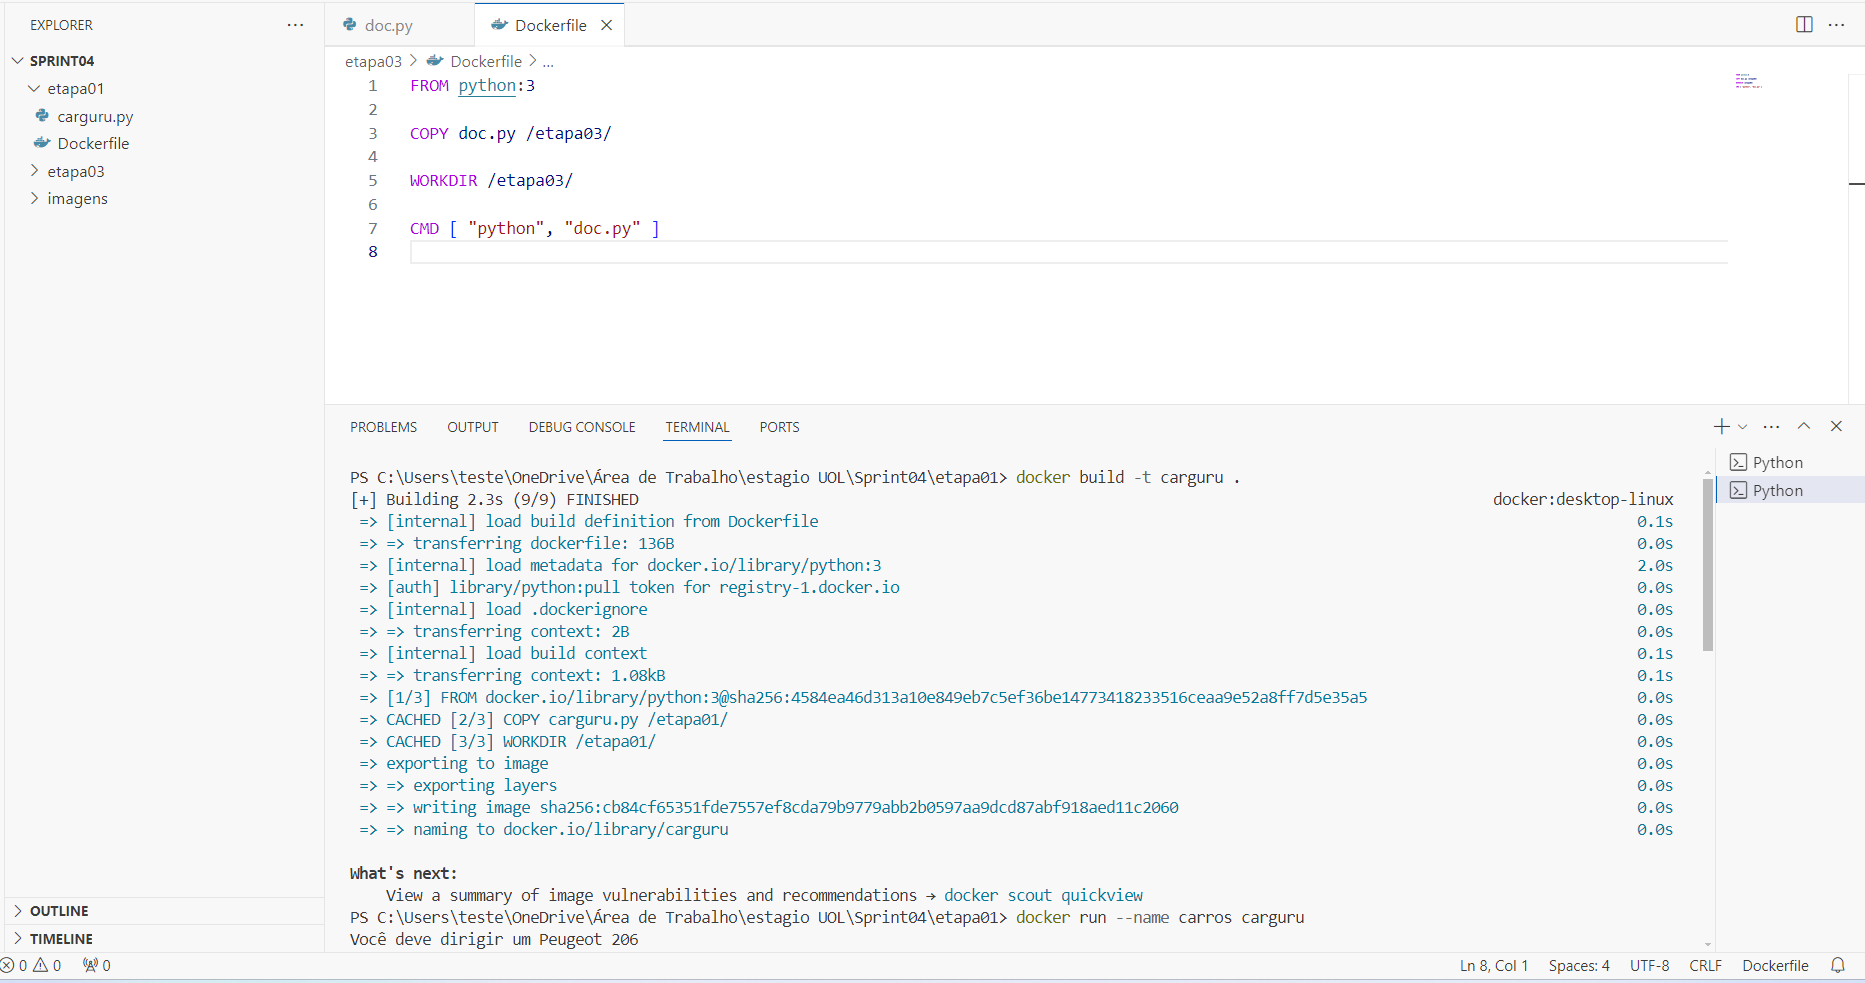 EXPLORER
SPRINT04
etapa01
carguru.py
Dockerfile
etapa03
imagens
OUTLINE
TIMELINE
doc.py
Dockerfile
etapa03 > Dockerfile > ...
1 FROM python:3
2
3 COPY doc.py /etapa03/
4
5 WORKDIR /etapa03/
6
7 CMD [ "python", "doc.py" ]
8
PROBLEMS OUTPUT DEBUG CONSOLE TERMINAL PORTS
PS C:\Users\teste\OneDrive\Área de Trabalho\estagio UOL\Sprint04\etapa01> docker build -t carguru .
[+] Building 2.3s (9/9) FINISHED docker:desktop-linux
=> [internal] load build definition from Dockerfile 0.1s
=> => transferring dockerfile: 136B 0.0s
=> [internal] load metadata for docker.io/library/python:3 2.0s
=> [auth] library/python:pull token for registry-1.docker.io 0.0s
=> [internal] load .dockerignore 0.0s
=> => transferring context: 2B 0.0s
=> [internal] load build context 0.1s
=> => transferring context: 1.08kB 0.1s
=> [1/3] FROM docker.io/library/python:3@sha256:4584ea46d313a10e849eb7c5ef36be14773418233516ceaa9e52a8ff7d5e35a5 0.0s
=> CACHED [2/3] COPY carguru.py /etapa01/ 0.0s
=> CACHED [3/3] WORKDIR /etapa01/ 0.0s
=> exporting to image 0.0s
=> => exporting layers 0.0s
=> => writing image sha256:cb84cf65351fde7557ef8cda79b9779abb2b0597aa9dcd87abf918aed11c2060 0.0s
=> => naming to docker.io/library/carguru 0.0s
What's next:
View a summary of image vulnerabilities and recommendations → docker scout quickview
PS C:\Users\teste\OneDrive\Área de Trabalho\estagio UOL\Sprint04\etapa01> docker run --name carros carguru
Você deve dirigir um Peugeot 206
Python
Python
0 0 0
Ln 8, Col 1 Spaces: 4 UTF-8 CRLF Dockerfile